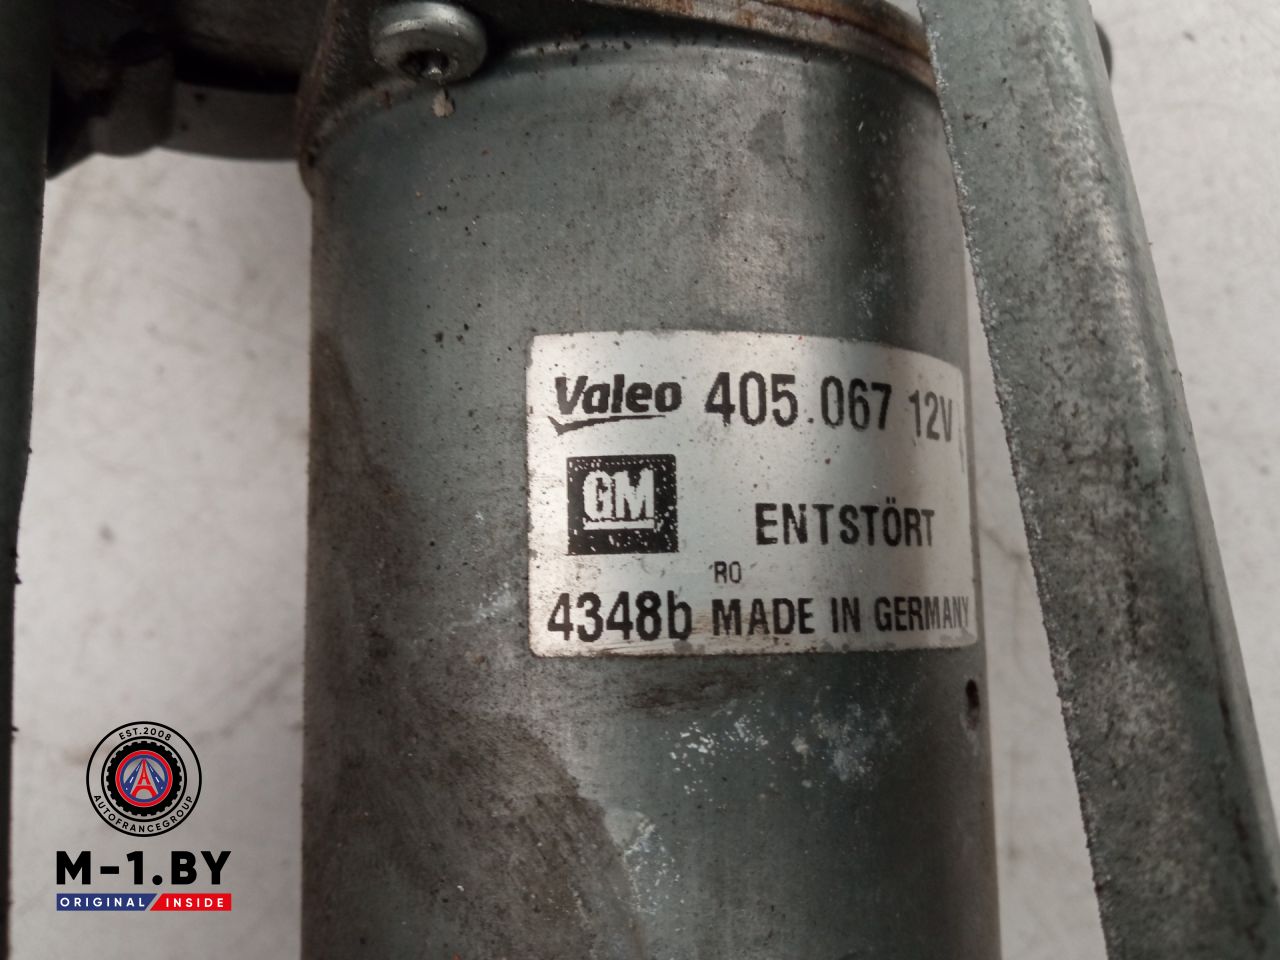 Valeo 405.067 12V
GM
ENTSTÖRT
RO
4348b MADE IN GERMANY
EST.2008
AUTOFRANCEGROUP
M-1.BY
ORIGINAL INSIDE